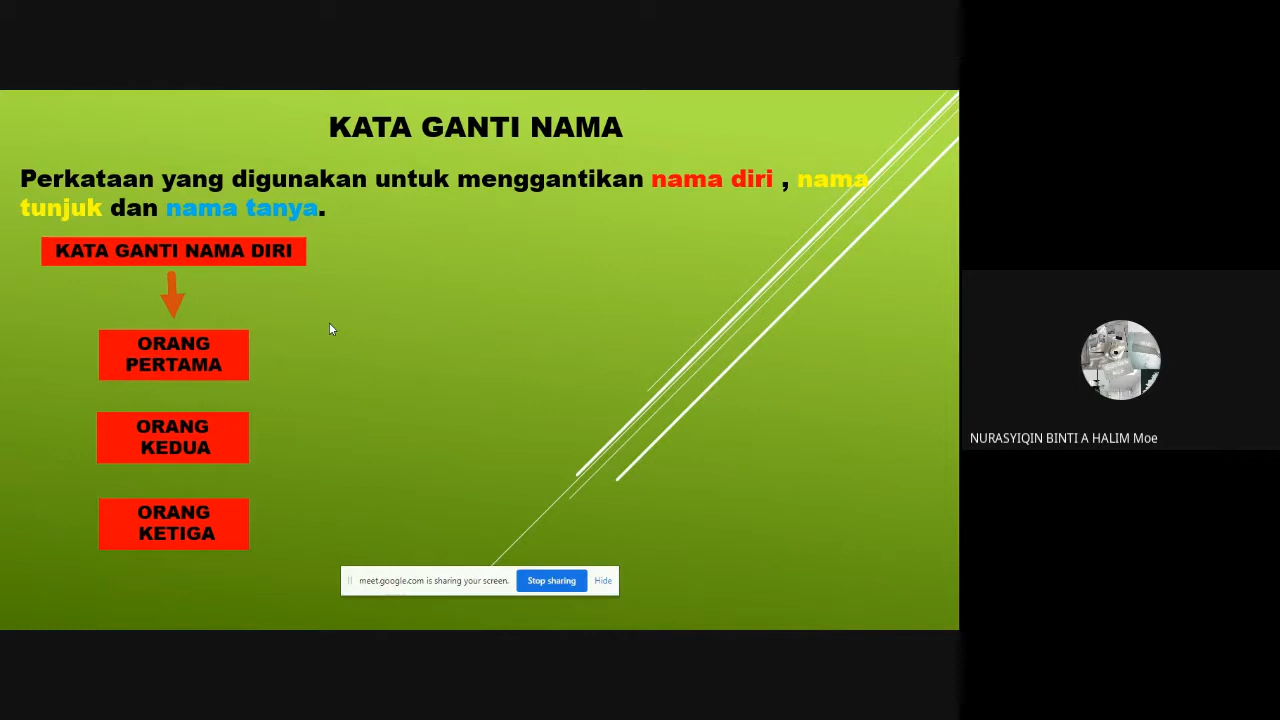 KATA GANTI NAMA
Perkataan yang digunakan untuk menggantikan nama diri , nama
tunjuk dan nama tanya.
KATA GANTI NAMA DIRI
ORANG
PERTAMA
ORANG
KEDUA
ORANG
KETIGA
meet.google.com is sharing your screen. Stop sharing Hide
NURASYIQIN BINTI A HALIM Moe